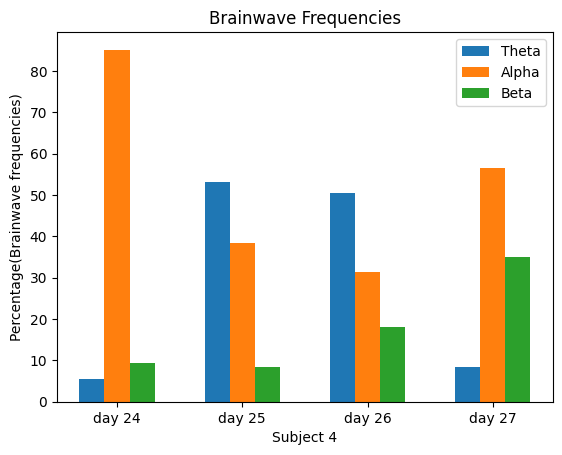 Brainwave Frequencies
Theta
Alpha
Beta
Percentage(Brainwave frequencies)
80
70
60
50
40
30
20
10
0
day 24 day 25 day 26 day 27
Subject 4